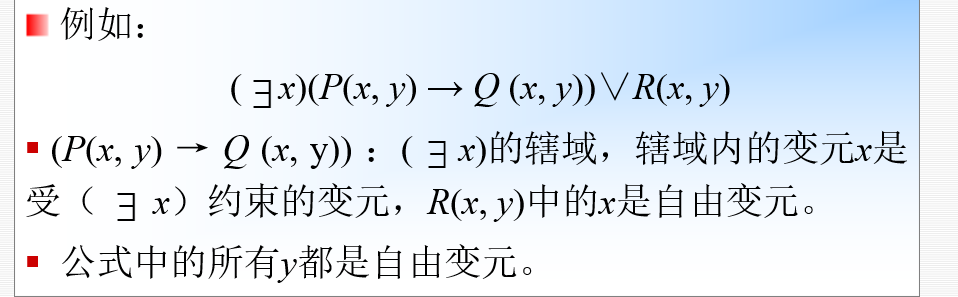 例如：
(∃x)(P(x, y) → Q (x, y))∨R(x, y)
(P(x, y) → Q (x, y)) ：( ∃ x)的辖域，辖域内的变元x是
受（ ∃ x）约束的变元，R(x, y)中的x是自由变元。
公式中的所有y都是自由变元。